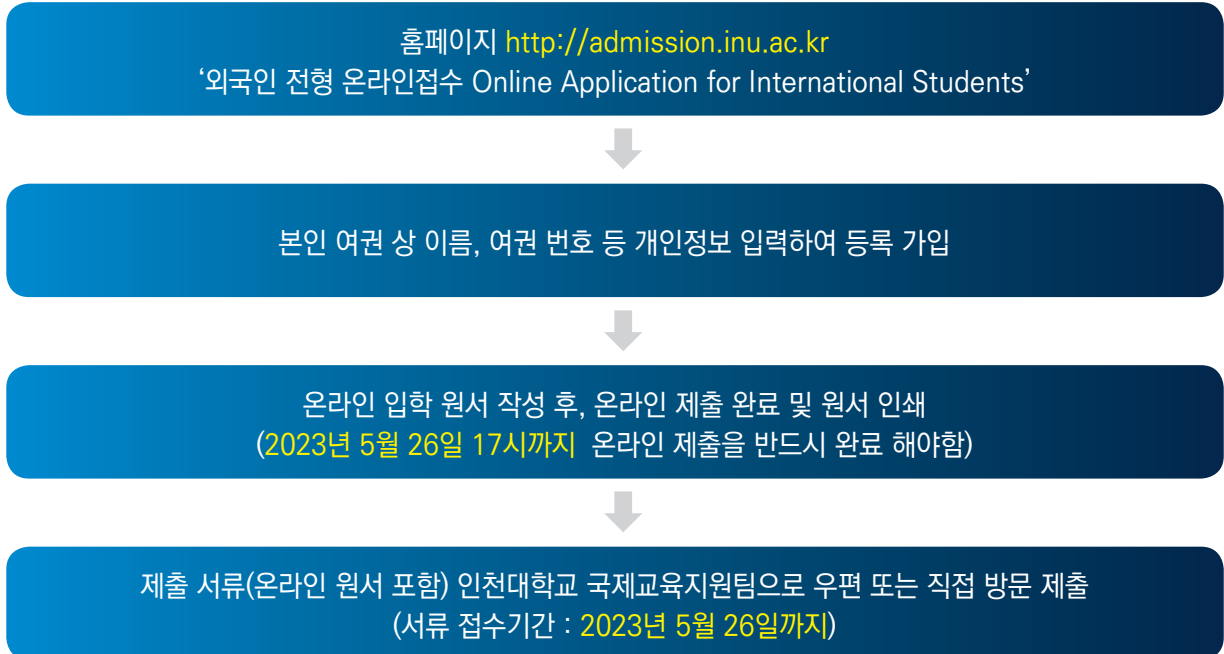 홈페이지 http://admission.inu.ac.kr
‘외국인 전형 온라인접수 Online Application for International Students’
본인 여권 상 이름, 여권 번호 등 개인정보 입력하여 등록 가입
온라인 입학 원서 작성 후, 온라인 제출 완료 및 원서 인쇄
(2023년 5월 26일 17시까지 온라인 제출을 반드시 완료 해야함)
제출 서류(온라인 원서 포함) 인천대학교 국제교육지원팀으로 우편 또는 직접 방문 제출
(서류 접수기간 : 2023년 5월 26일까지)